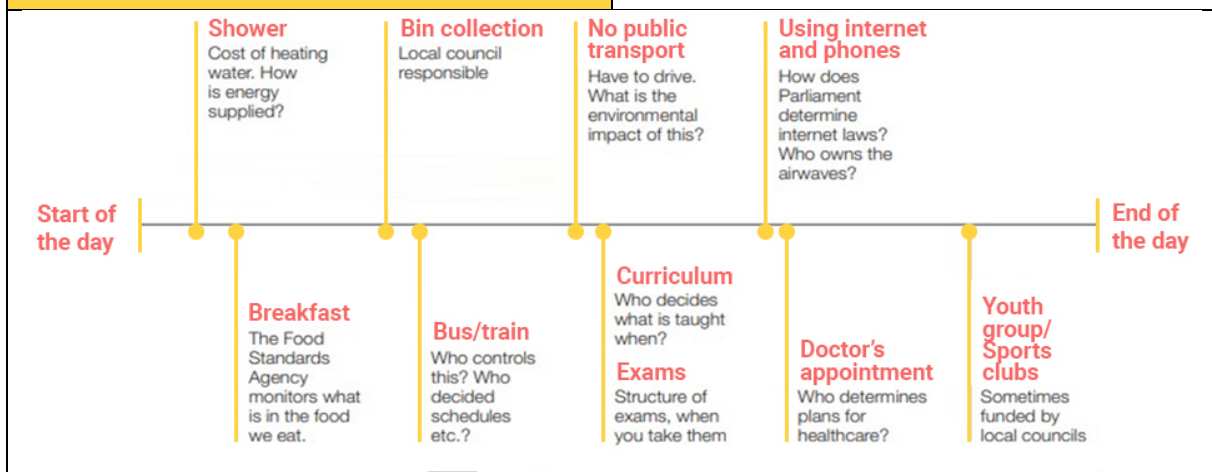 Shower
Cost of heating
water. How
is energy
supplied?
Bin collection
Local council
responsible
No public
transport
Have to drive.
What is the
environmental
impact of this?
Using internet
and phones
How does
Parliament
determine
internet laws?
Who owns the
airwaves?
Start of
the day
End of
the day
Breakfast
The Food
Standards
Agency
monitors what
is in the food
we eat.
Bus/train
Who controls
this? Who
decided
schedules
etc.?
Curriculum
Who decides
what is taught
when?
Exams
Structure of
exams, when
you take them
Doctor's
appointment
Who determines
plans for
healthcare?
Youth
group/
Sports
clubs
Sometimes
funded by
local councils